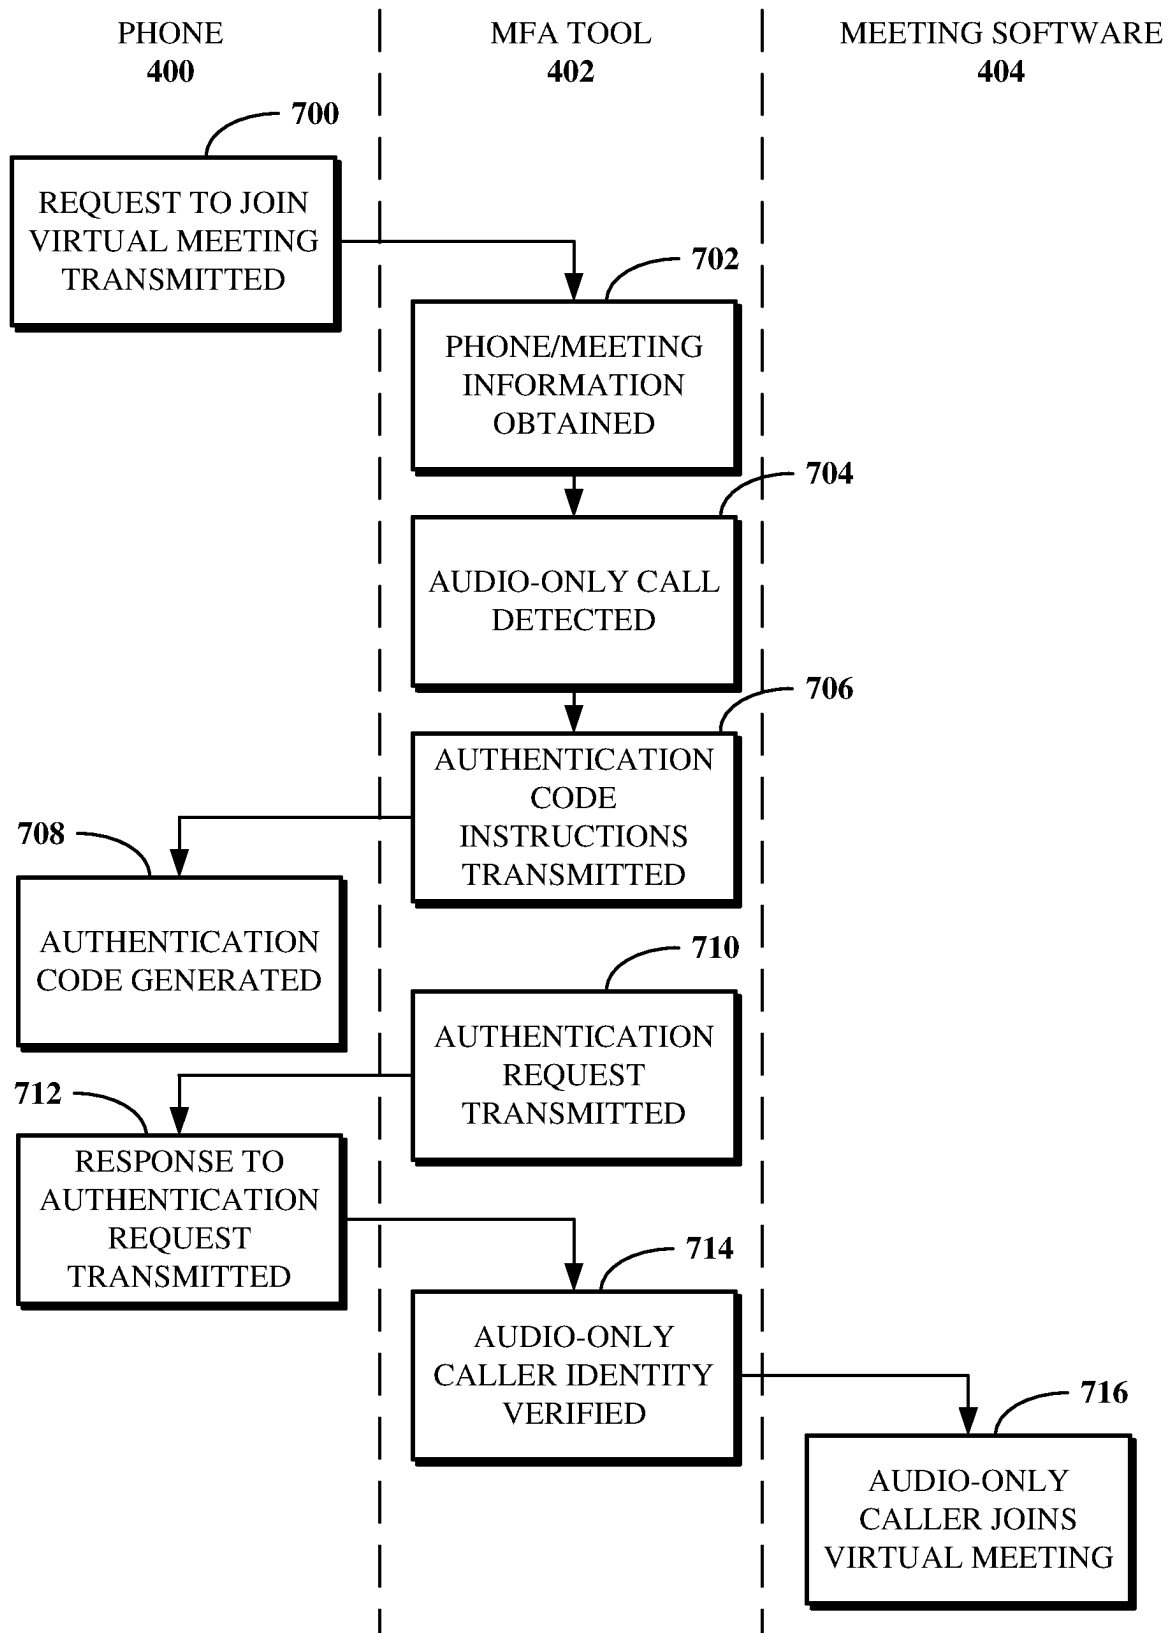 PHONE
400
MFA TOOL
402
MEETING SOFTWARE
404
700
REQUEST TO JOIN
VIRTUAL MEETING
TRANSMITTED
702
PHONE/MEETING
INFORMATION
OBTAINED
704
AUDIO-ONLY CALL
DETECTED
706
AUTHENTICATION
CODE
INSTRUCTIONS
TRANSMITTED
708
AUTHENTICATION
CODE GENERATED
710
AUTHENTICATION
REQUEST
TRANSMITTED
712
RESPONSE TO
AUTHENTICATION
REQUEST
TRANSMITTED
714
AUDIO-ONLY
CALLER IDENTITY
VERIFIED
716
AUDIO-ONLY
CALLER JOINS
VIRTUAL MEETING